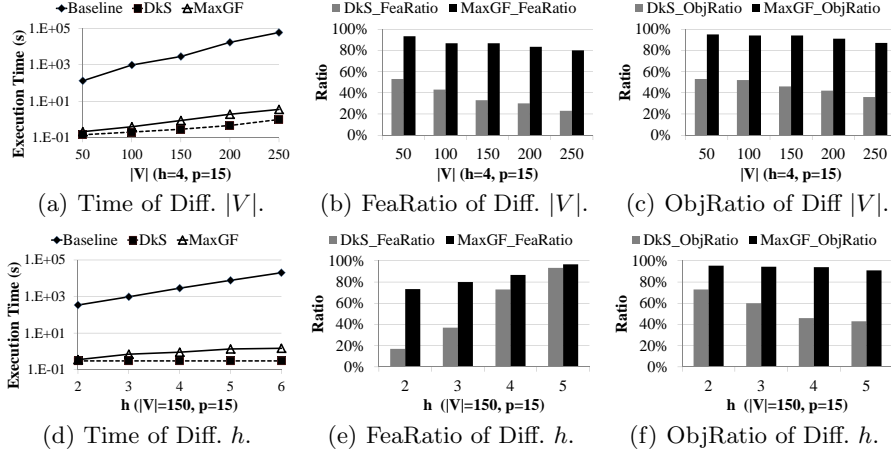 Baseline DkS MaxGF
Execution Time (s)
1.E+05
1.E+03
1.E+01
1.E-01
50 100 150 200 250
|V| (h=4, p=15)
(a) Time of Diff. |V|.
DkS_FeaRatio MaxGF_FeaRatio
Ratio
100%
80%
60%
40%
20%
0%
50 100 150 200 250
|V| (h=4, p=15)
(b) FeaRatio of Diff. |V|.
DkS_ObjRatio MaxGF_ObjRatio
Ratio
100%
80%
60%
40%
20%
0%
50 100 150 200 250
|V| (h=4, p=15)
(c) ObjRatio of Diff |V|.
Baseline DkS MaxGF
Execution Time (s)
1.E+05
1.E+03
1.E+01
1.E-01
2 3 4 5 6
h (|V|=150, p=15)
(d) Time of Diff. h.
DkS_FeaRatio MaxGF_FeaRatio
Ratio
100%
80%
60%
40%
20%
0%
2 3 4 5
h (|V|=150, p=15)
(e) FeaRatio of Diff. h.
DkS_ObjRatio MaxGF_ObjRatio
Ratio
100%
80%
60%
40%
20%
0%
2 3 4 5
h (|V|=150, p=15)
(f) ObjRatio of Diff. h.